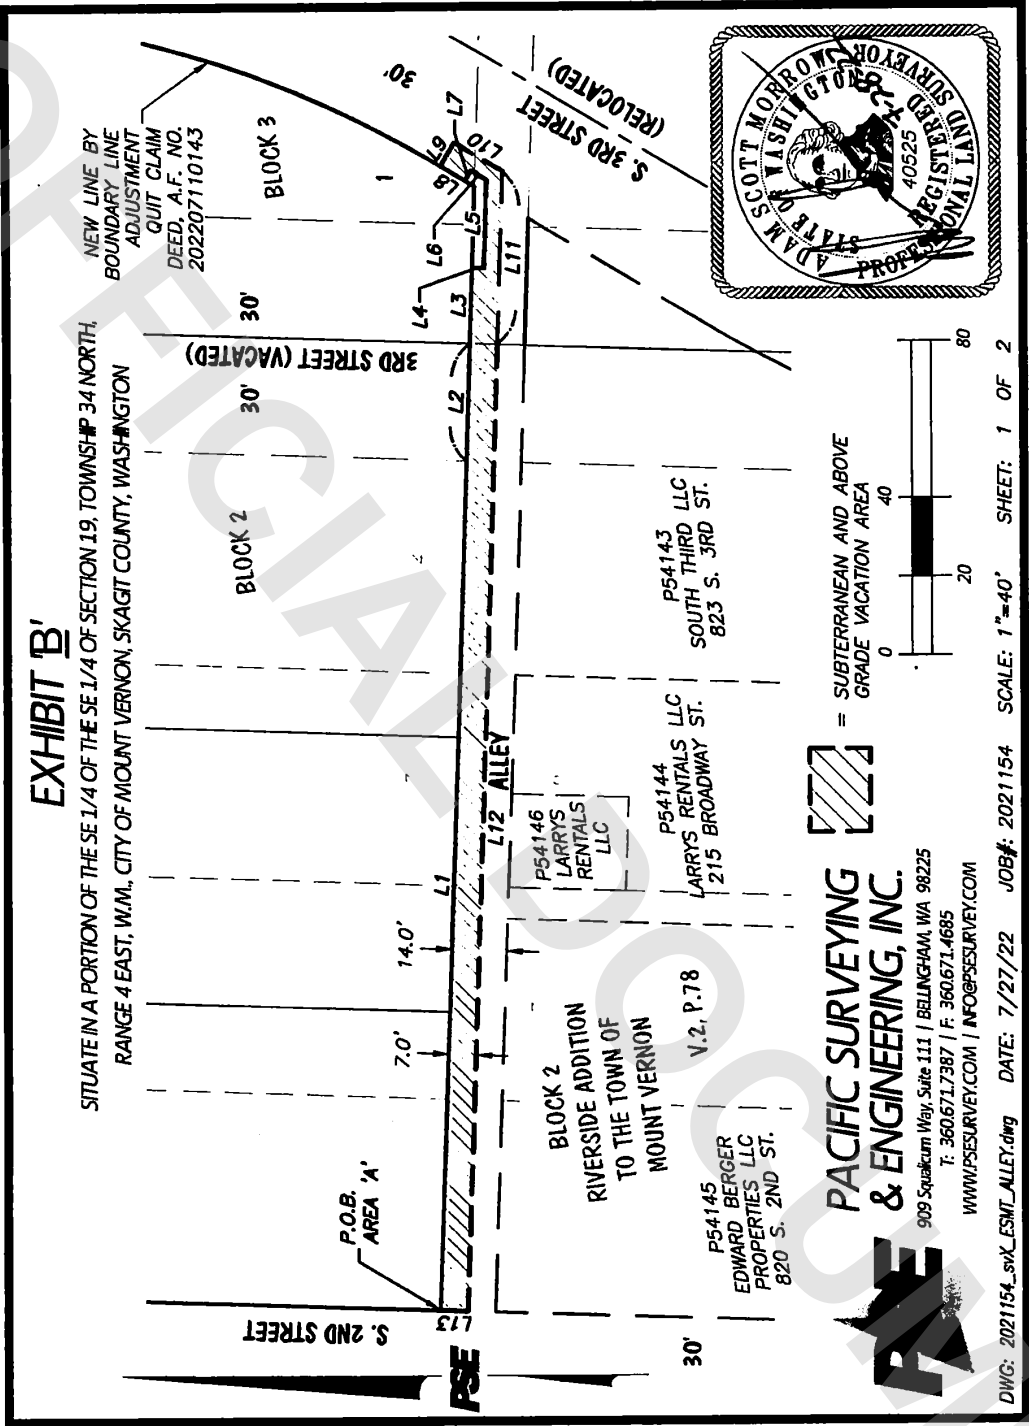 EXHIBIT 'B'
SITUATE IN A PORTION OF THE SE 1/4 OF THE SE 1/4 OF SECTION 19, TOWNSHIP 34 NORTH,
RANGE 4 EAST, W.M., CITY OF MOUNT VERNON, SKAGIT COUNTY, WASHINGTON
NEW LINE BY
BOUNDARY LINE
ADJUSTMENT
QUIT CLAIM
DEED, A.F. NO.
202207110143
BLOCK 3
1
30'
BLOCK 2
30'
30'
3RD STREET (VACATED)
S. 3RD STREET
(RELOCATED)
L1
L2
L3
L4
L5
L6
L7
L8
L9
L10
L11
L12
ALLEY
L13
14.0'
7.0'
P.O.B.
AREA 'A'
S. 2ND STREET
PSE
30'
BLOCK 2
RIVERSIDE ADDITION
TO THE TOWN OF
MOUNT VERNON
V.2, P.78
P54145
EDWARD BERGER
PROPERTIES LLC
820 S. 2ND ST.
P54146
LARRYS
RENTALS
LLC
P54144
LARRYS RENTALS LLC
215 BROADWAY ST.
P54143
SOUTH THIRD LLC
823 S. 3RD ST.
PSE
PACIFIC SURVEYING
& ENGINEERING, INC.
909 Squalicum Way, Suite 111 | BELLINGHAM, WA 98225
T: 360.671.7387 | F: 360.671.4685
WWW.PSESURVEY.COM | INFO@PSESURVEY.COM
= SUBTERRANEAN AND ABOVE
GRADE VACATION AREA
0 20 40 80
ADAM SCOTT MORROW
STATE OF WASHINGTON
40525
REGISTERED
PROFESSIONAL LAND SURVEYOR
DWG: 2021154_svX_ESMT_ALLEY.dwg DATE: 7/27/22 JOB#: 2021154 SCALE: 1"=40' SHEET: 1 OF 2